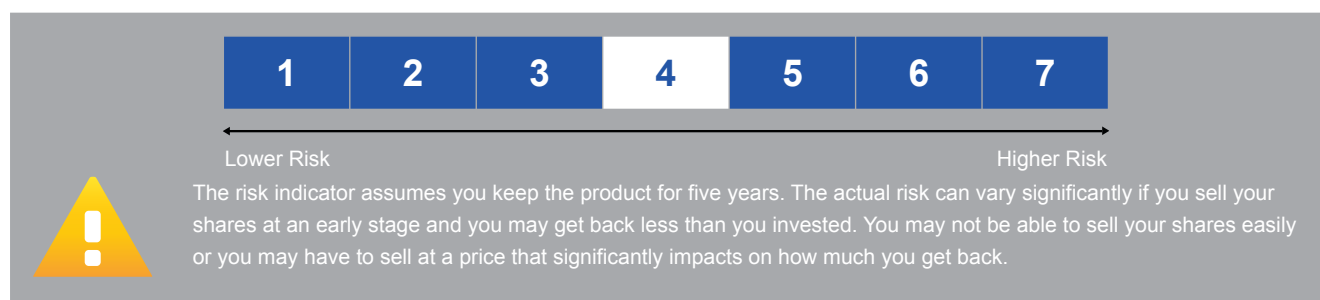 1 2 3 4 5 6 7
Lower Risk Higher Risk
The risk indicator assumes you keep the product for five years. The actual risk can vary significantly if you sell your
shares at an early stage and you may get back less than you invested. You may not be able to sell your shares easily
or you may have to sell at a price that significantly impacts on how much you get back.